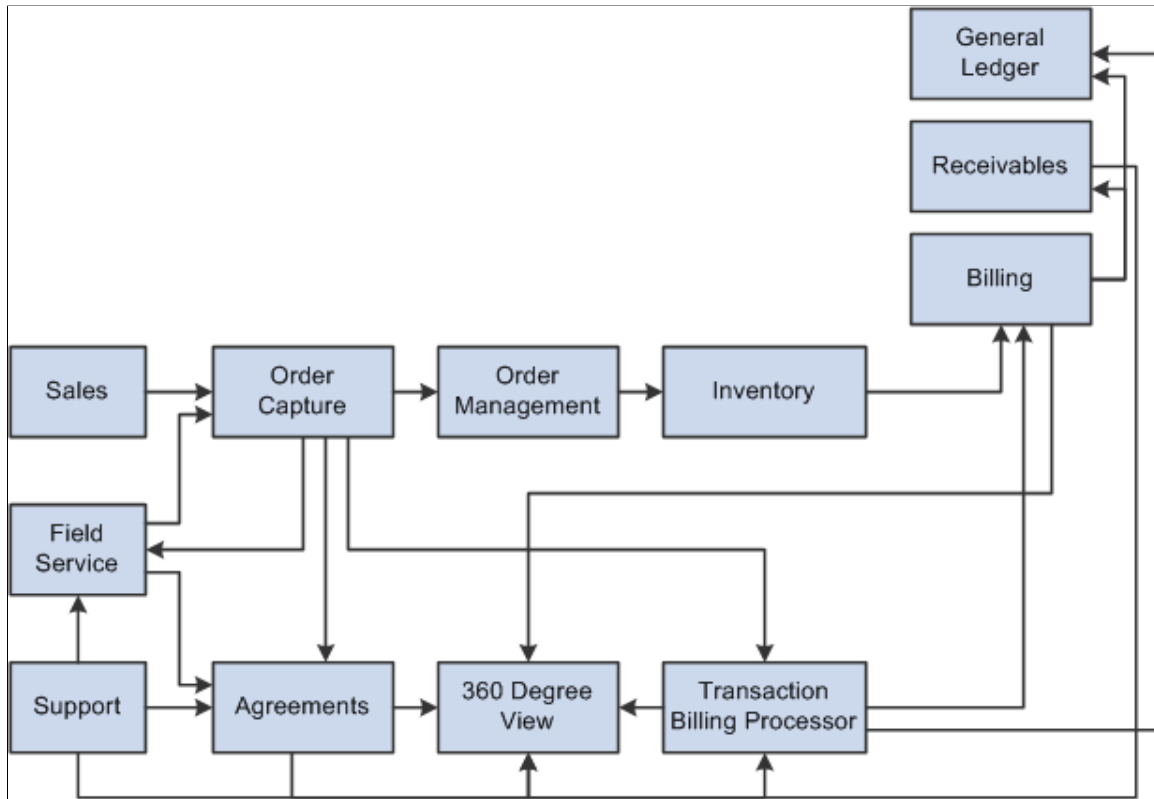 General
Ledger
Receivables
Billing
Sales
Order
Capture
Order
Management
Inventory
Field
Service
Support
Agreements
360 Degree
View
Transaction
Billing Processor